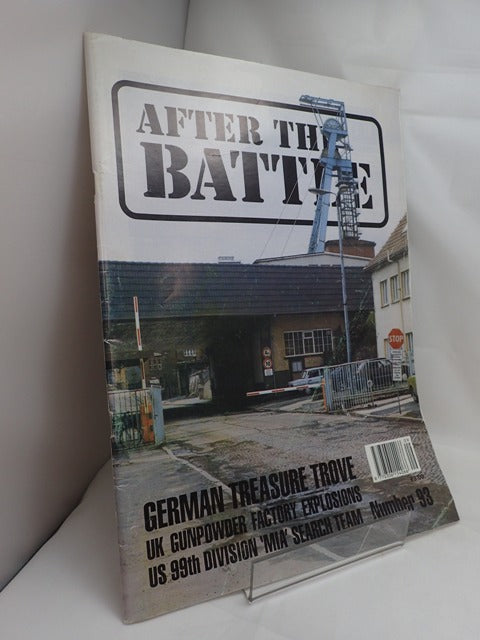 AFTER THE
BATTLE
STOP
GERMAN TREASURE TROVE
UK GUNPOWDER FACTORY EXPLOSIONS
US 99th DIVISION 'MIA' SEARCH TEAM Number 93